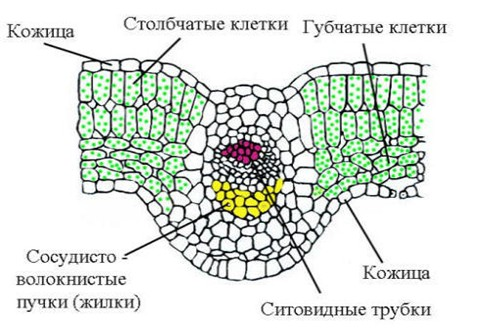 Кожица
Столбчатые клетки
Губчатые клетки
Сосудисто -
волокнистые
пучки (жилки)
Кожица
Ситовидные трубки